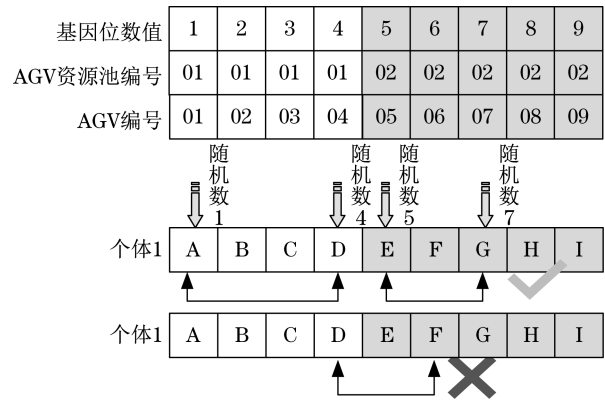 基因位数值 1 2 3 4 5 6 7 8 9
AGV资源池编号 01 01 01 01 02 02 02 02 02
AGV编号 01 02 03 04 05 06 07 08 09
随机数1 随机数4 随机数5 随机数7
个体1 A B C D E F G H I
个体1 A B C D E F G H I